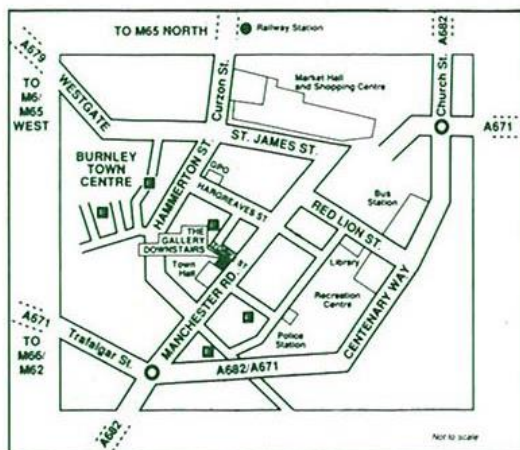 TO M65 NORTH
Railway Station
A682
A679
TO
M6/
M65
WEST
WESTGATE
Curzon St.
Market Hall
and Shopping Centre
Church St.
A671
ST. JAMES ST.
BURNLEY
TOWN
CENTRE
HAMMERTON ST.
GPO
HARGREAVES ST.
RED LION ST.
Bus
Station
THE
GALLERY
DOWNSTAIRS
ST
Town
Hall
Library
Recreation
Centre
MANCHESTER RD.
CENTENARY WAY
Police
Station
A671
TO
M66/
M62
Trafalgar St.
A682/A671
A682
Not to scale